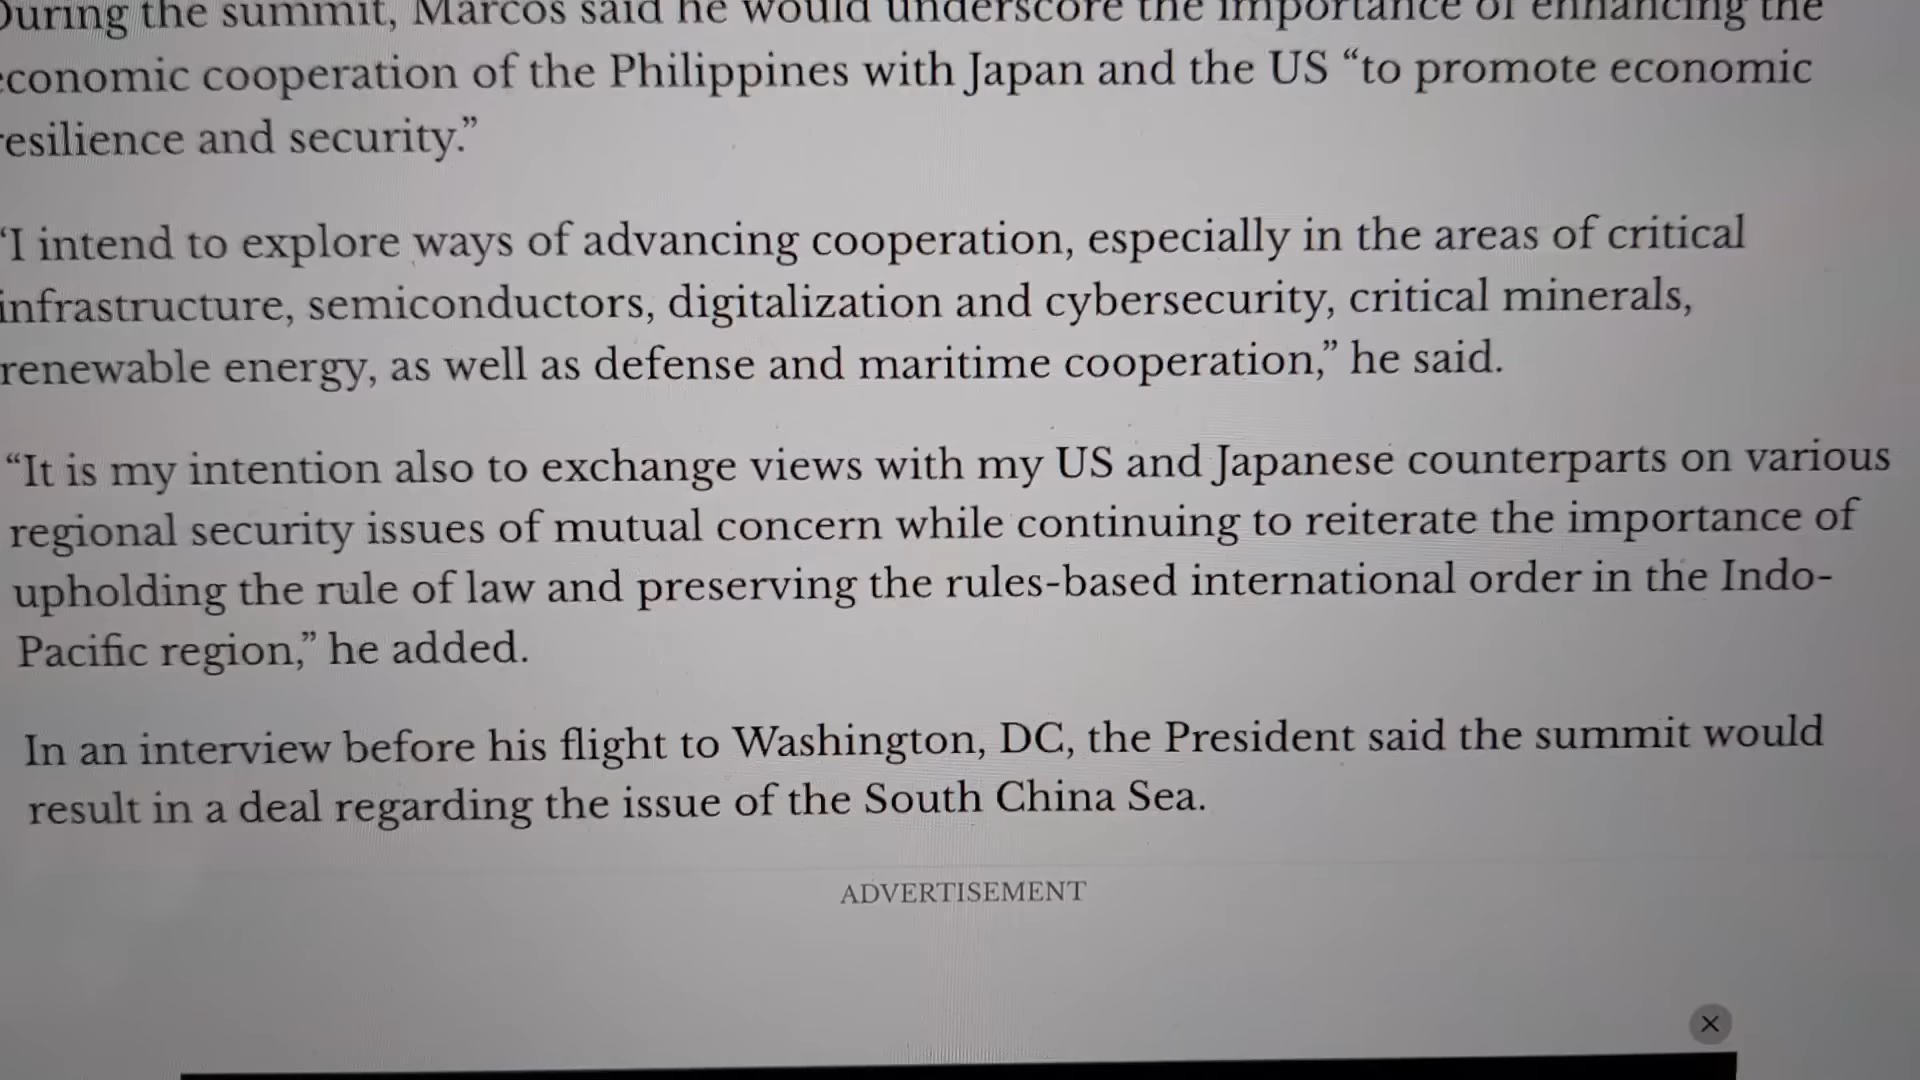 During the summit, Marcos said he would underscore the importance of enhancing the
economic cooperation of the Philippines with Japan and the US “to promote economic
resilience and security.”
“I intend to explore ways of advancing cooperation, especially in the areas of critical
infrastructure, semiconductors, digitalization and cybersecurity, critical minerals,
renewable energy, as well as defense and maritime cooperation,” he said.
“It is my intention also to exchange views with my US and Japanese counterparts on various
regional security issues of mutual concern while continuing to reiterate the importance of
upholding the rule of law and preserving the rules-based international order in the Indo-
Pacific region,” he added.
In an interview before his flight to Washington, DC, the President said the summit would
result in a deal regarding the issue of the South China Sea.
ADVERTISEMENT